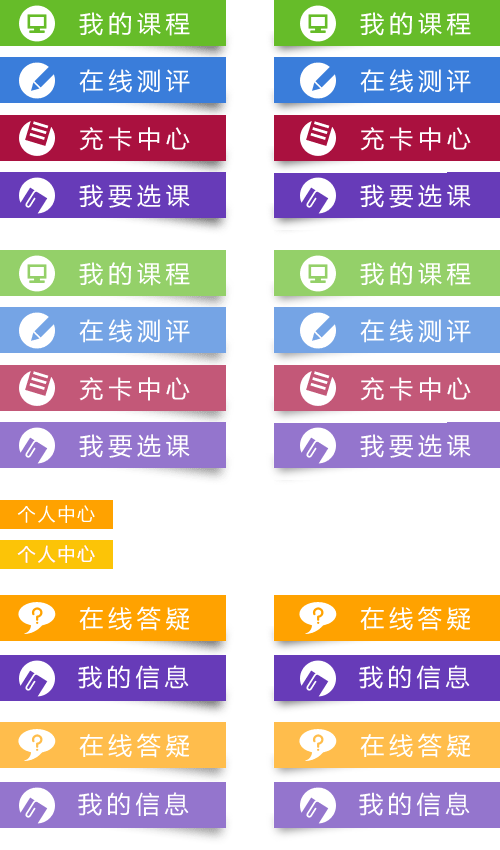 我的课程 我的课程
在线测评 在线测评
充卡中心 充卡中心
我要选课 我要选课
我的课程 我的课程
在线测评 在线测评
充卡中心 充卡中心
我要选课 我要选课
个人中心
个人中心
在线答疑 在线答疑
我的信息 我的信息
在线答疑 在线答疑
我的信息 我的信息